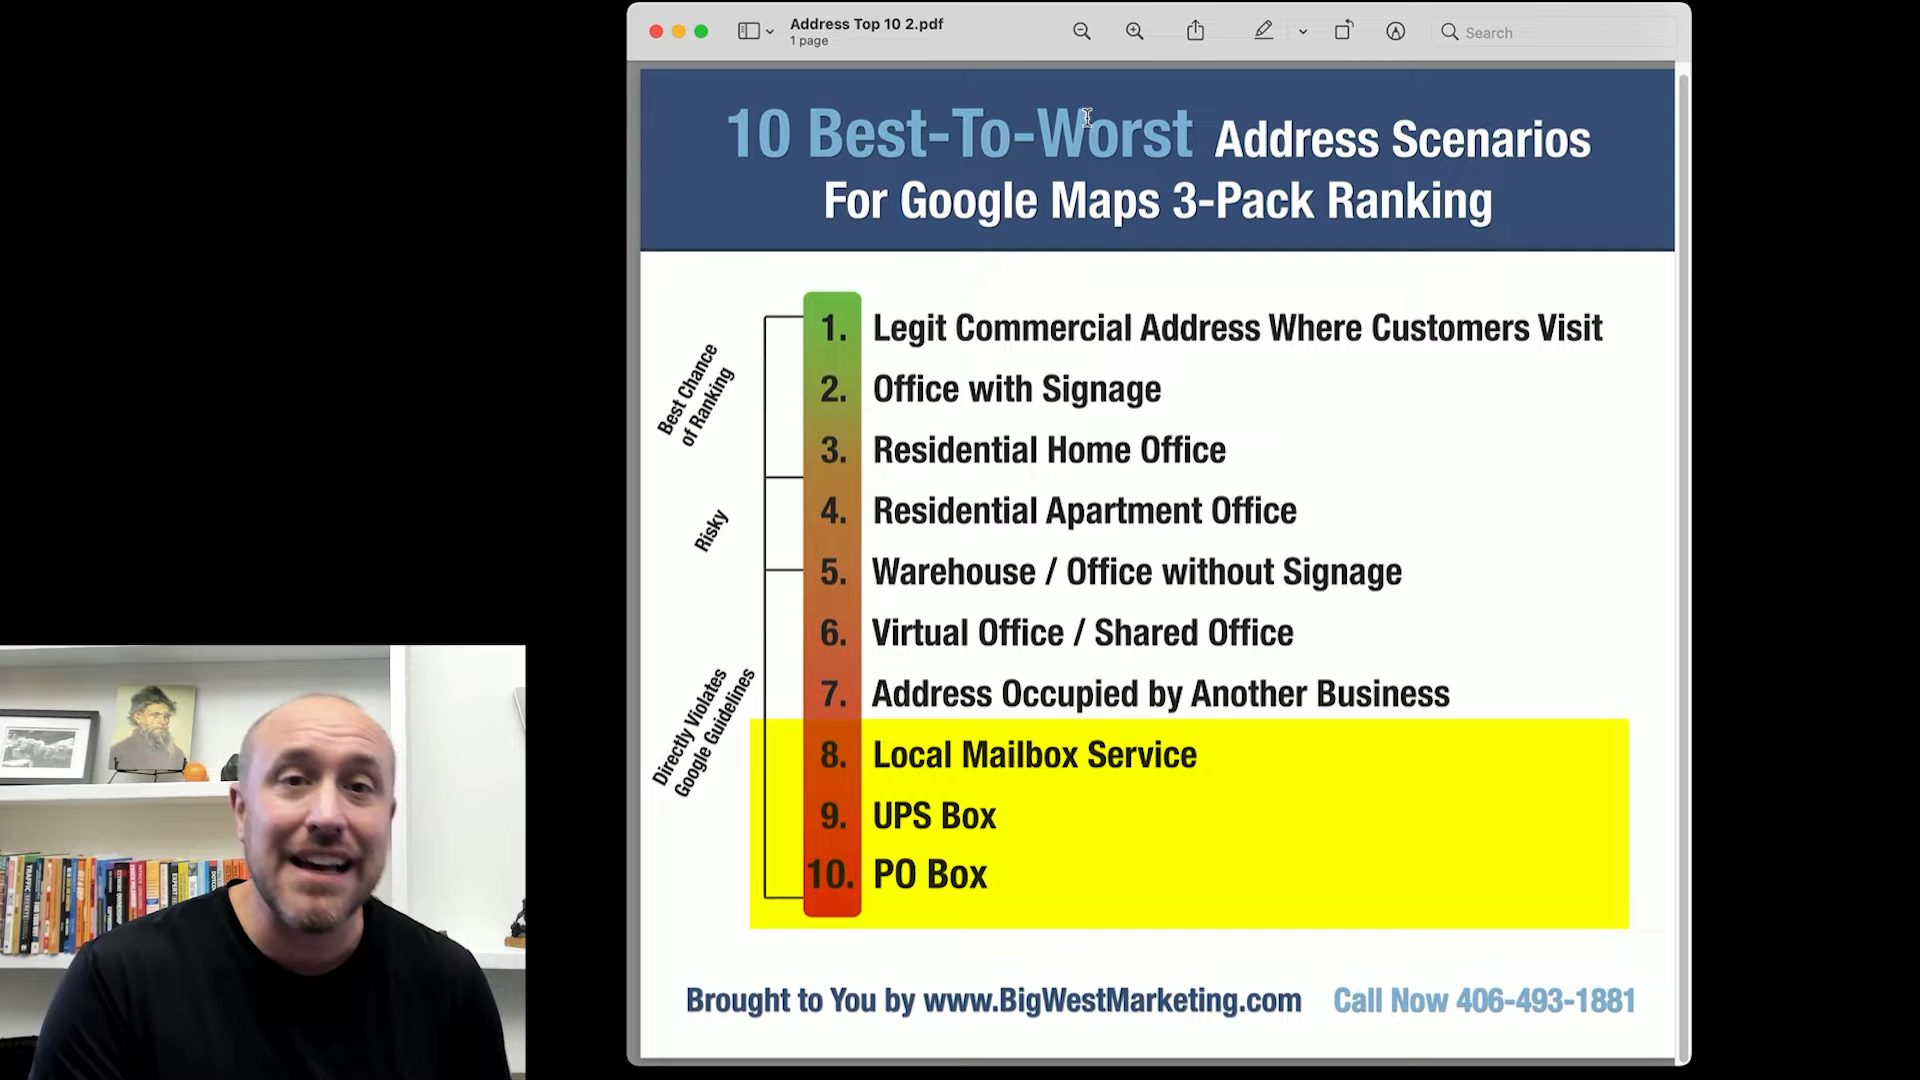 Address Top 10 2.pdf
1 page
Search
10 Best-To-Worst Address Scenarios
For Google Maps 3-Pack Ranking
Best Chance
of Ranking
1. Legit Commercial Address Where Customers Visit
2. Office with Signage
3. Residential Home Office
Risky
4. Residential Apartment Office
5. Warehouse / Office without Signage
Directly Violates
Google Guidelines
6. Virtual Office / Shared Office
7. Address Occupied by Another Business
8. Local Mailbox Service
9. UPS Box
10. PO Box
Brought to You by www.BigWestMarketing.com Call Now 406-493-1881